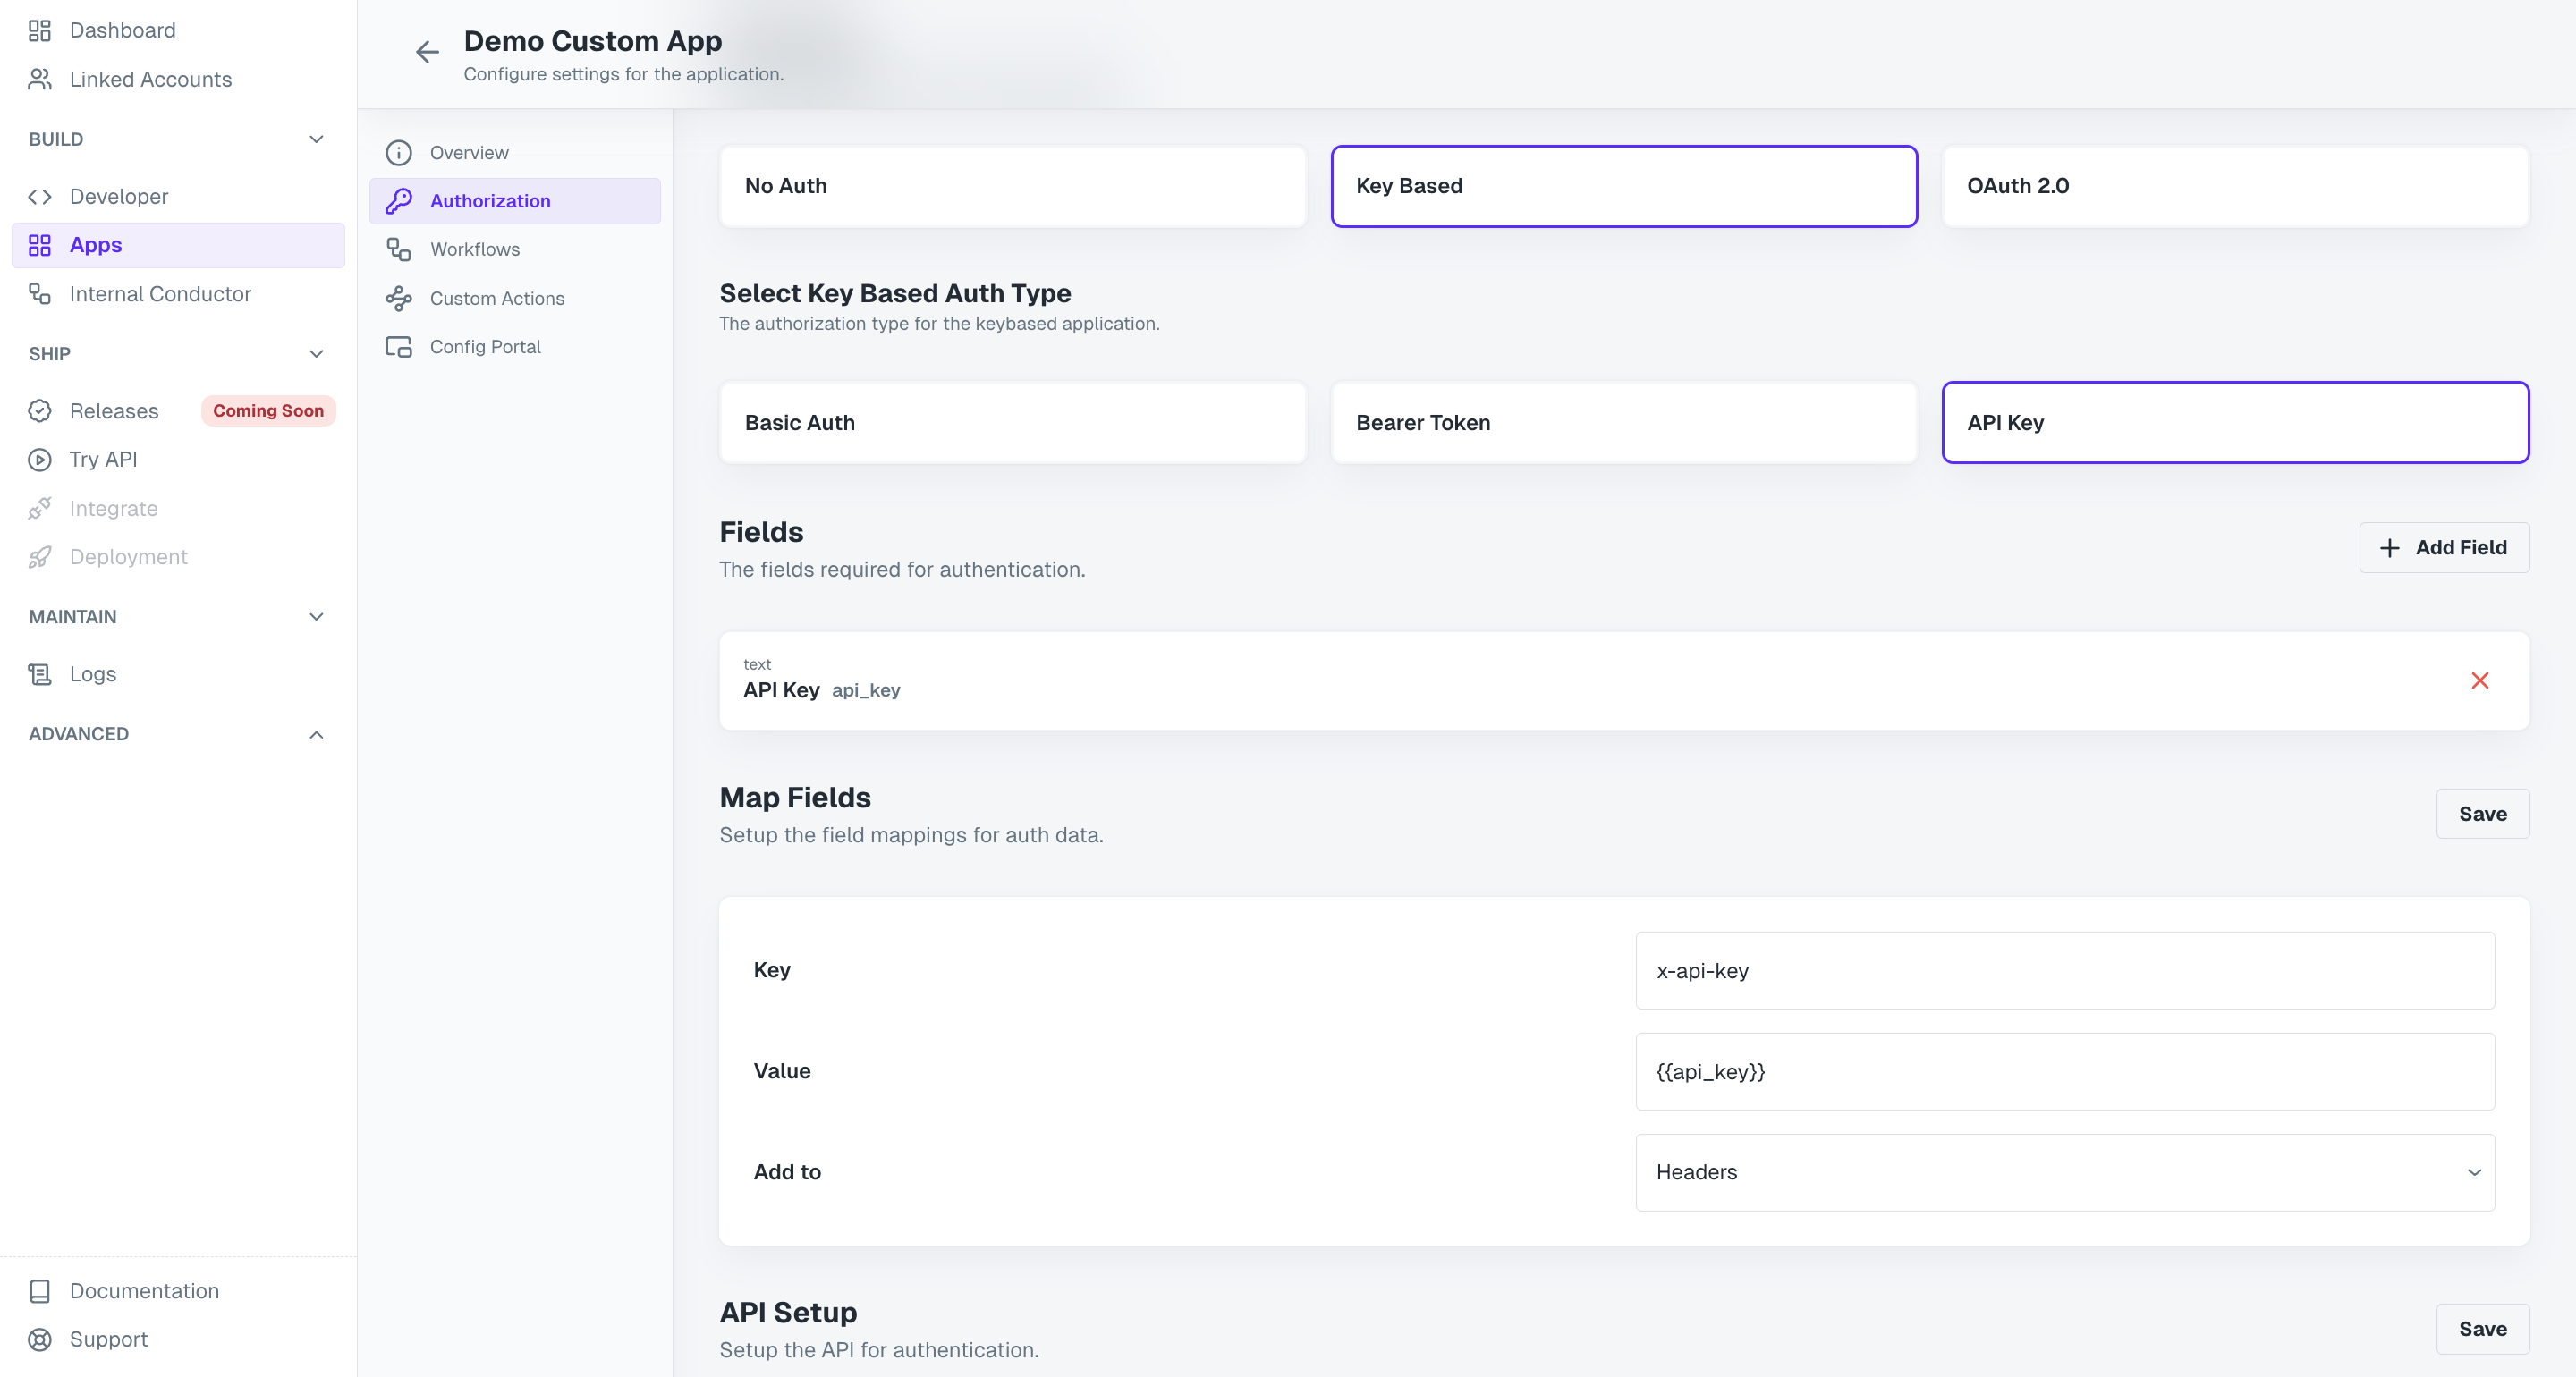 Dashboard
Linked Accounts
BUILD
Developer
Apps
Internal Conductor
SHIP
Releases Coming Soon
Try API
Integrate
Deployment
MAINTAIN
Logs
ADVANCED
Documentation
Support
Demo Custom App
Configure settings for the application.
Overview
Authorization
Workflows
Custom Actions
Config Portal
No Auth
Key Based
OAuth 2.0
Select Key Based Auth Type
The authorization type for the keybased application.
Basic Auth
Bearer Token
API Key
Fields
The fields required for authentication.
Add Field
text
API Key api_key
Map Fields
Setup the field mappings for auth data.
Save
Key
x-api-key
Value
{{api_key}}
Add to
Headers
API Setup
Setup the API for authentication.
Save